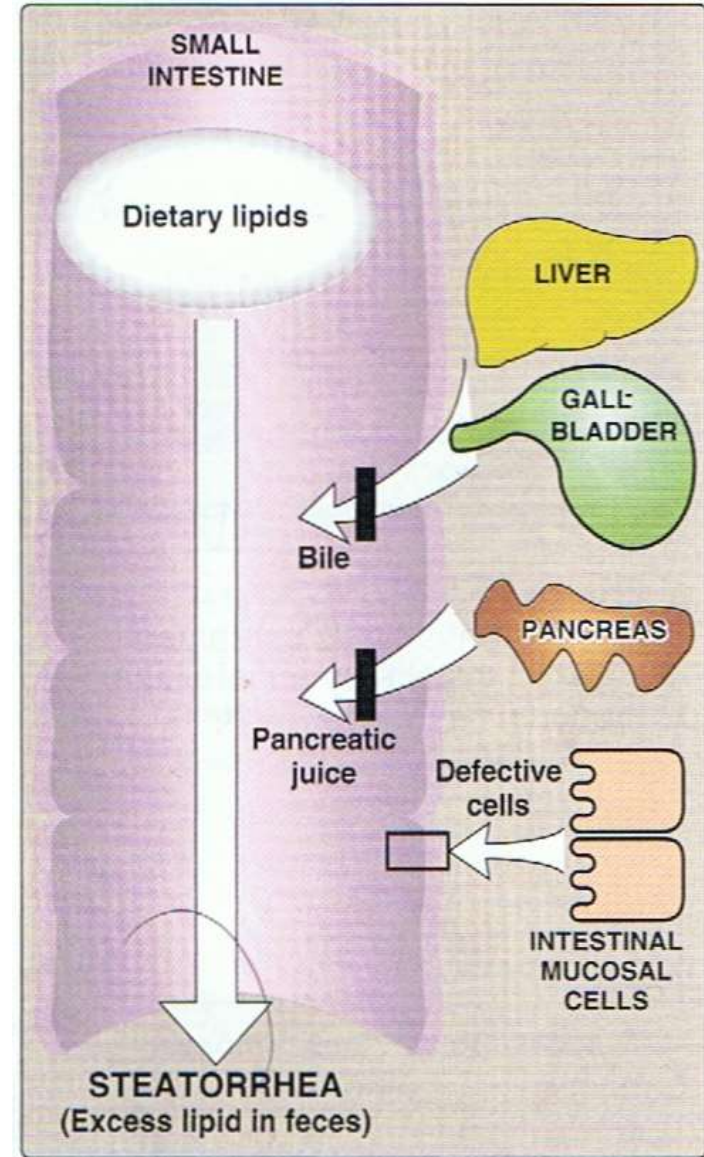 SMALL
INTESTINE
Dietary lipids
LIVER
GALL-
BLADDER
Bile
PANCREAS
Pancreatic
juice
Defective
cells
INTESTINAL
MUCOSAL
CELLS
STEATORRHEA
(Excess lipid in feces)